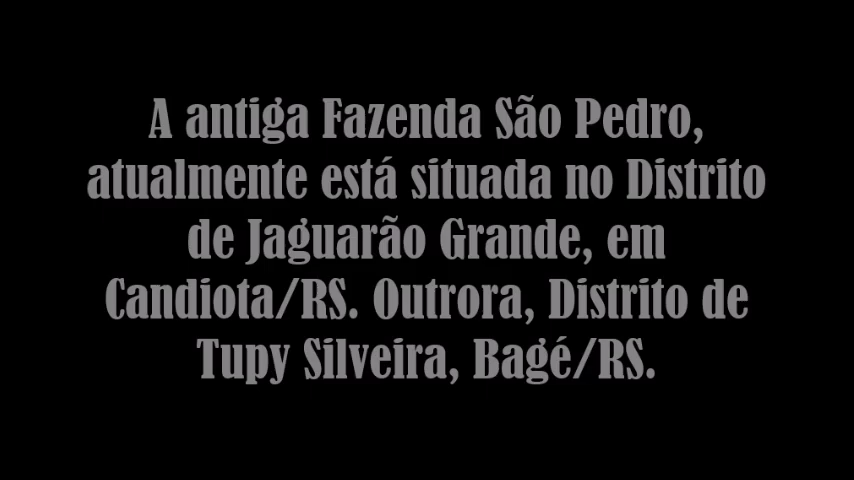 A antiga Fazenda São Pedro,
atualmente está situada no Distrito
de Jaguarão Grande, em
Candiota/RS. Outrora, Distrito de
Tupy Silveira, Bagé/RS.